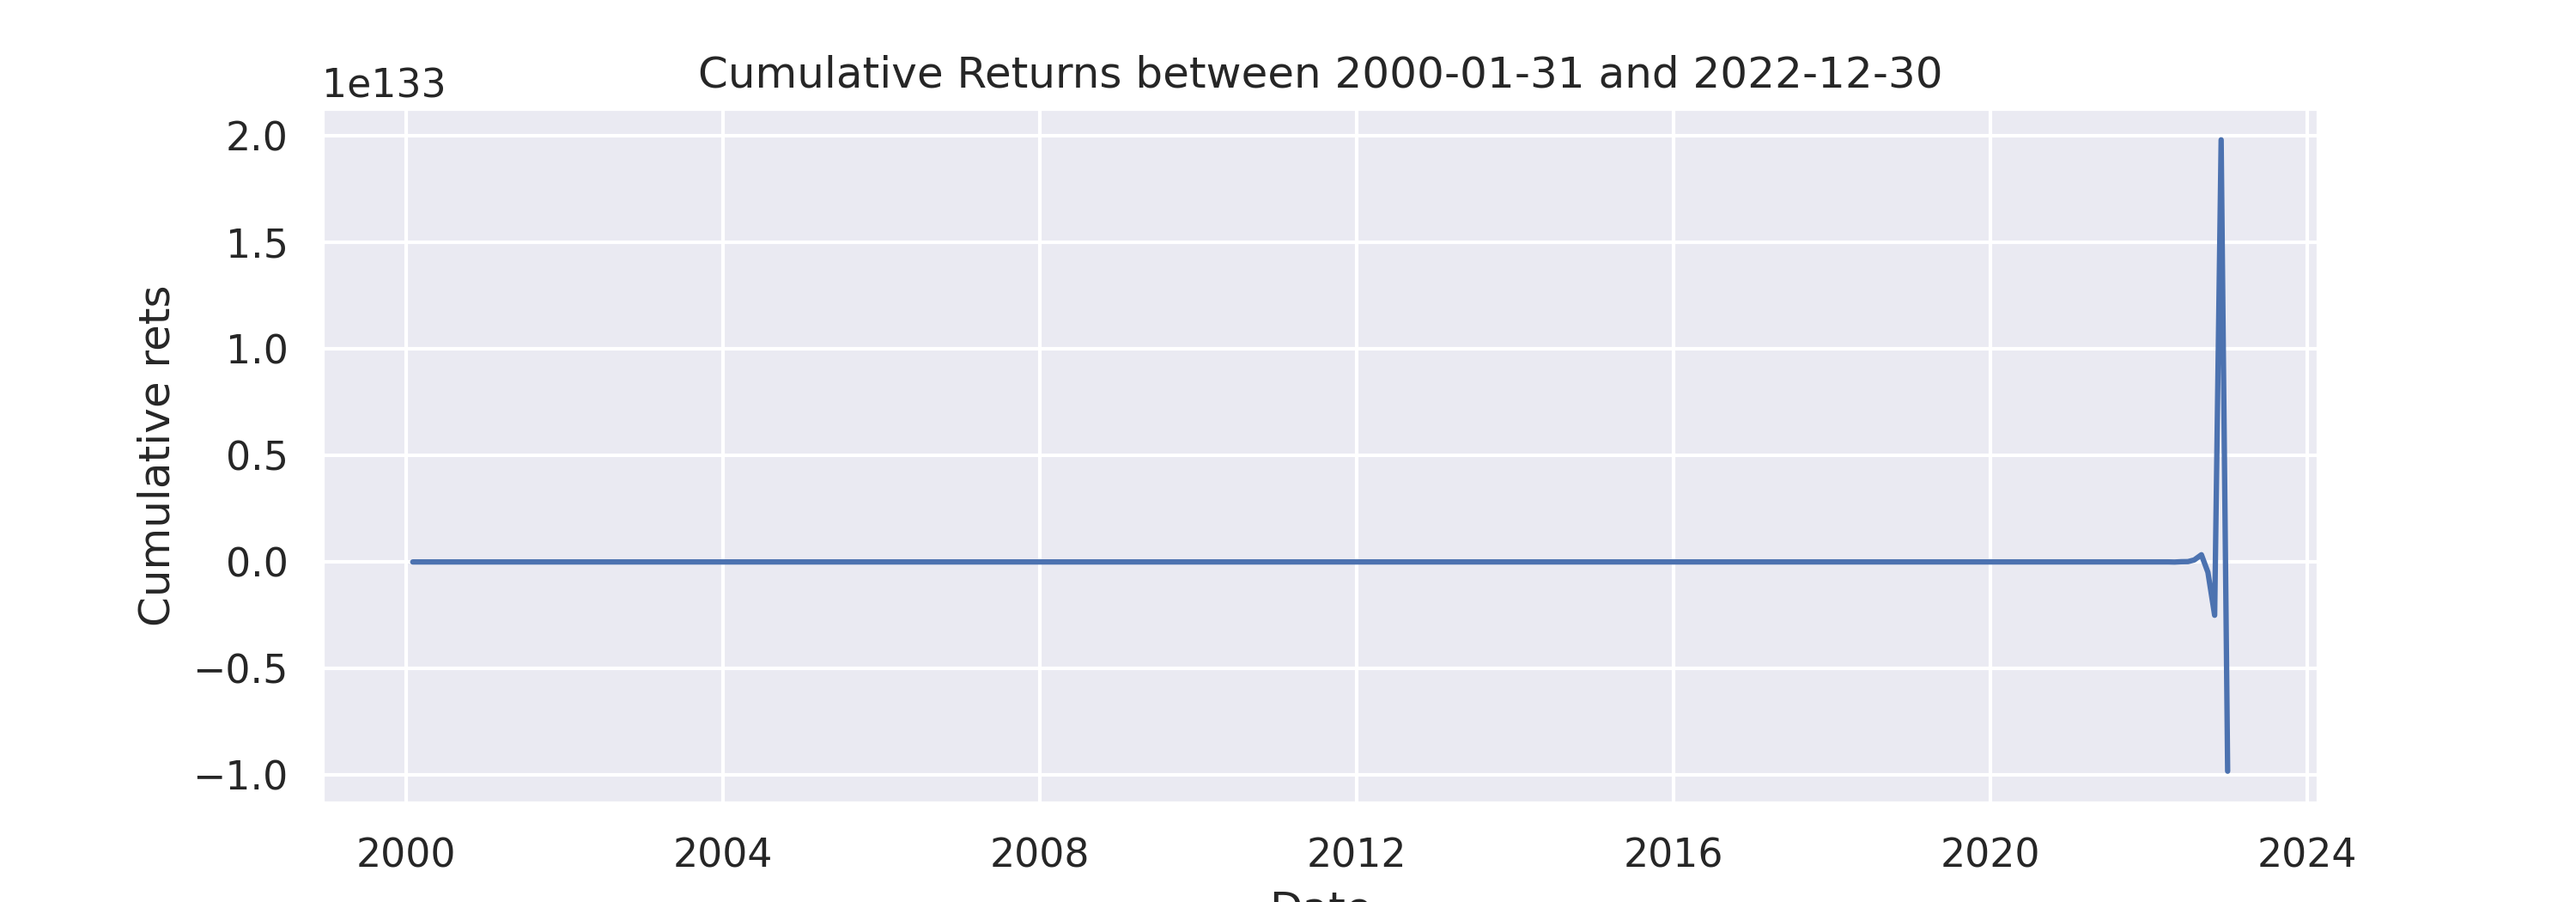 Cumulative Returns between 2000-01-31 and 2022-12-30
1e133
2.0
1.5
1.0
0.5
0.0
−0.5
−1.0
Cumulative rets
2000 2004 2008 2012 2016 2020 2024
Date